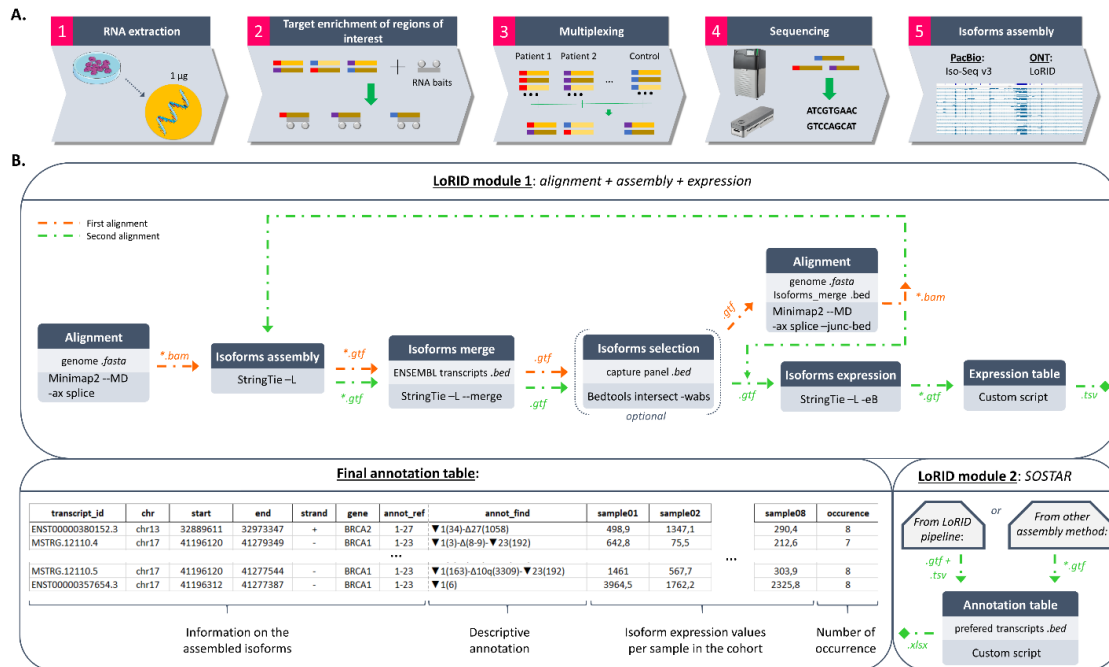 A.
1 RNA extraction
1 µg
2 Target enrichment of regions of
interest
RNA baits
3 Multiplexing
Patient 1 Patient 2 ... Control
4 Sequencing
ATCGTGAAC
GTCCAGCAT
5 Isoforms assembly
PacBio: ONT:
Iso-Seq v3 LoRID
B.
LoRID module 1: alignment + assembly + expression
First alignment
Second alignment
Alignment
genome .fasta
Minimap2 --MD
-ax splice
*.bam
Isoforms assembly
StringTie –L
*.gtf
*.gtf
Isoforms merge
ENSEMBL transcripts .bed
StringTie –L --merge
.gtf
.gtf
Isoforms selection
capture panel .bed
Bedtools intersect -wabs
optional
.gtf
.gtf
Alignment
genome .fasta
Isoforms_merge .bed
Minimap2 --MD
-ax splice –junc-bed
*.bam
Isoforms expression
StringTie –L -eB
*.gtf
Expression table
Custom script
.tsv
Final annotation table:
transcript_id chr start end strand gene annot_ref annot_find sample01 sample02 sample08 occurence
ENST00000380152.3 chr13 32889611 32973347 + BRCA2 1-27 ▼1(34)-Δ27(1058) 498,9 1347,1 290,4 8
MSTRG.12110.4 chr17 41196120 41279349 - BRCA1 1-23 ▼1(3)-Δ(8-9)-▼23(192) 642,8 75,5 212,6 7
... ...
MSTRG.12110.5 chr17 41196120 41277544 - BRCA1 1-23 ▼1(163)-Δ10q(3309)-▼23(192) 1461 567,7 303,9 8
ENST00000357654.3 chr17 41196312 41277387 - BRCA1 1-23 ▼1(6) 3964,5 1762,2 2325,8 8
Information on the
assembled isoforms
Descriptive
annotation
Isoform expression values
per sample in the cohort
Number of
occurrence
LoRID module 2: SOSTAR
From LoRID
pipeline:
or
From other
assembly method:
.gtf +
.tsv
*.gtf
Annotation table
prefered transcripts .bed
Custom script
.xlsx